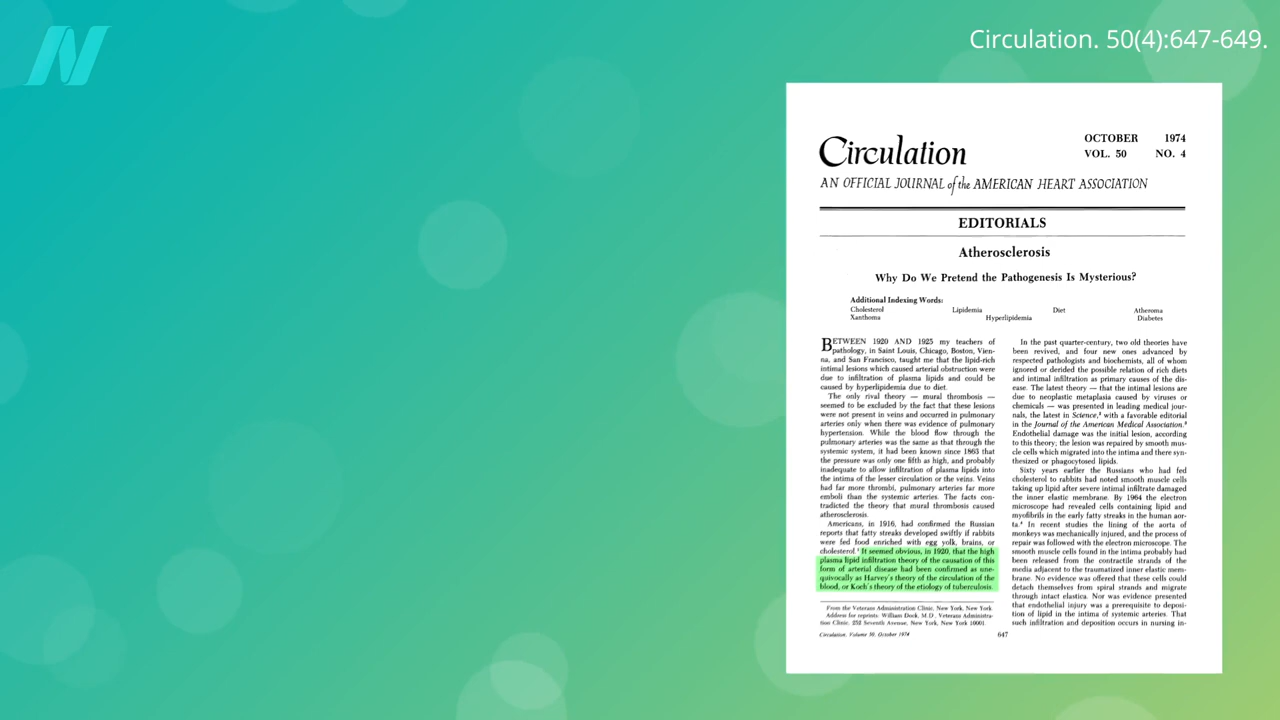 Circulation. 50(4):647-649.
Circulation
OCTOBER 1974
VOL. 50 NO. 4
AN OFFICIAL JOURNAL of the AMERICAN HEART ASSOCIATION
EDITORIALS
Atherosclerosis
Why Do We Pretend the Pathogenesis Is Mysterious?
Additional Indexing Words:
Cholesterol Lipidemia Diet Atheroma
Xanthoma Hyperlipidemia Diabetes
BETWEEN 1920 AND 1925 my teachers of
pathology, in Saint Louis, Chicago, Boston, Vien-
na, and San Francisco, taught me that the lipid-rich
intimal lesions which caused arterial obstruction were
due to infiltration of plasma lipids and could be
caused by hyperlipidemia due to diet.
The only rival theory — mural thrombosis —
seemed to be excluded by the fact that these lesions
were not present in veins and occurred in pulmonary
arteries only when there was evidence of pulmonary
hypertension. While the blood flow through the
pulmonary arteries was the same as that through the
systemic system, it had been known since 1863 that
the pressure was only one fifth as high, and probably
inadequate to allow infiltration of plasma lipids into
the intima of the lesser circulation or the veins. Veins
had far more thrombi, pulmonary arteries far more
emboli than the systemic arteries. The facts con-
tradicted the theory that mural thrombosis caused
atherosclerosis.
Americans, in 1916, had confirmed the Russian
reports that fatty streaks developed swiftly if rabbits
were fed food enriched with egg yolk, brains, or
cholesterol.¹ It seemed obvious, in 1920, that the high
plasma lipid infiltration theory of the causation of this
form of arterial disease had been confirmed as une-
quivocally as Harvey's theory of the circulation of the
blood, or Koch's theory of the etiology of tuberculosis.
From the Veterans Administration Clinic, New York, New York.
Address for reprints: William Dock, M.D., Veterans Administra-
tion Clinic, 252 Seventh Avenue, New York, New York 10001.
Circulation, Volume 50, October 1974
In the past quarter-century, two old theories have
been revived, and four new ones advanced by
respected pathologists and biochemists, all of whom
ignored or derided the possible relation of rich diets
and intimal infiltration as primary causes of the dis-
ease. The latest theory — that the intimal lesions are
due to neoplastic metaplasia caused by viruses or
chemicals — was presented in leading medical jour-
nals, the latest in Science,² with a favorable editorial
in the Journal of the American Medical Association.³
Endothelial damage was the initial lesion, according
to this theory; the lesion was repaired by smooth mus-
cle cells which migrated into the intima and there syn-
thesized or phagocytosed lipids.
Sixty years earlier the Russians who had fed
cholesterol to rabbits had noted smooth muscle cells
taking up lipid after severe intimal infiltrate damaged
the inner elastic membrane. By 1964 the electron
microscope had revealed cells containing lipid and
myofibrils in the early fatty streaks in the human aor-
ta.⁴ In recent studies the lining of the aorta of
monkeys was mechanically injured, and the process of
repair was followed with the electron microscope. The
smooth muscle cells found in the intima probably had
been released from the contractile strands of the
media adjacent to the traumatized inner elastic mem-
brane. No evidence was offered that these cells could
detach themselves from spiral strands and migrate
through intact elastica. Nor was evidence presented
that endothelial injury was a prerequisite to deposi-
tion of lipid in the intima of systemic arteries. That
such infiltration and deposition occurs in nursing in-
647